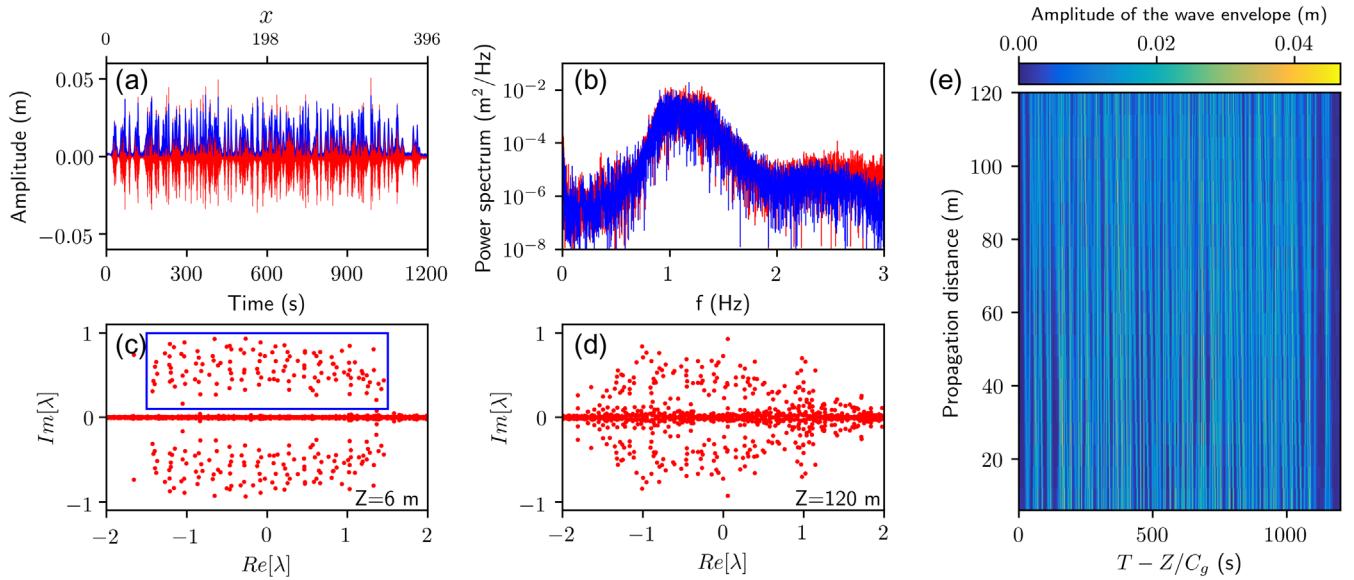 x
0 198 396
(a)
0.05
0.00
−0.05
Amplitude (m)
0 300 600 900 1200
Time (s)
(b)
10⁻²
10⁻⁴
10⁻⁶
10⁻⁸
Power spectrum (m²/Hz)
0 1 2 3
f (Hz)
(c)
1
0
−1
Im[λ]
Z=6 m
−2 −1 0 1 2
Re[λ]
(d)
1
0
−1
Im[λ]
Z=120 m
−2 −1 0 1 2
Re[λ]
Amplitude of the wave envelope (m)
0.00 0.02 0.04
(e)
120
100
80
60
40
20
Propagation distance (m)
0 500 1000
T − Z/C_g (s)